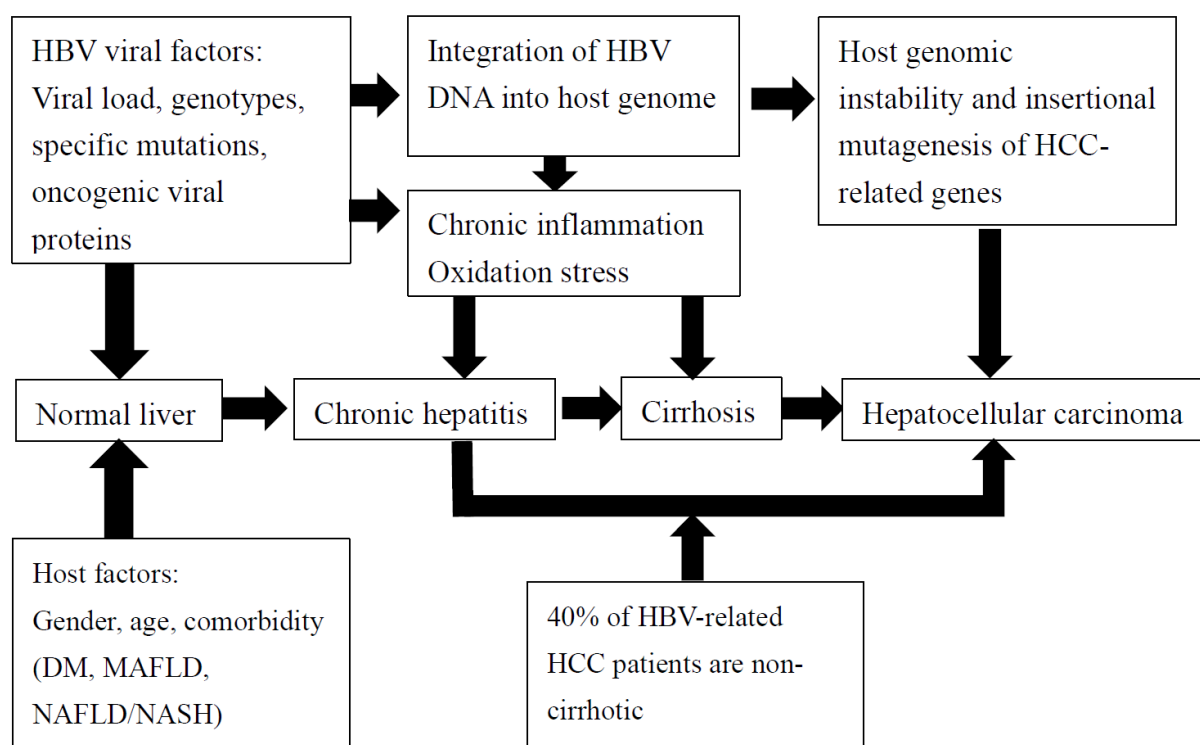 HBV viral factors:
Viral load, genotypes,
specific mutations,
oncogenic viral
proteins
Integration of HBV
DNA into host genome
Host genomic
instability and insertional
mutagenesis of HCC-
related genes
Chronic inflammation
Oxidation stress
Normal liver
Chronic hepatitis
Cirrhosis
Hepatocellular carcinoma
Host factors:
Gender, age, comorbidity
(DM, MAFLD,
NAFLD/NASH)
40% of HBV-related
HCC patients are non-
cirrhotic